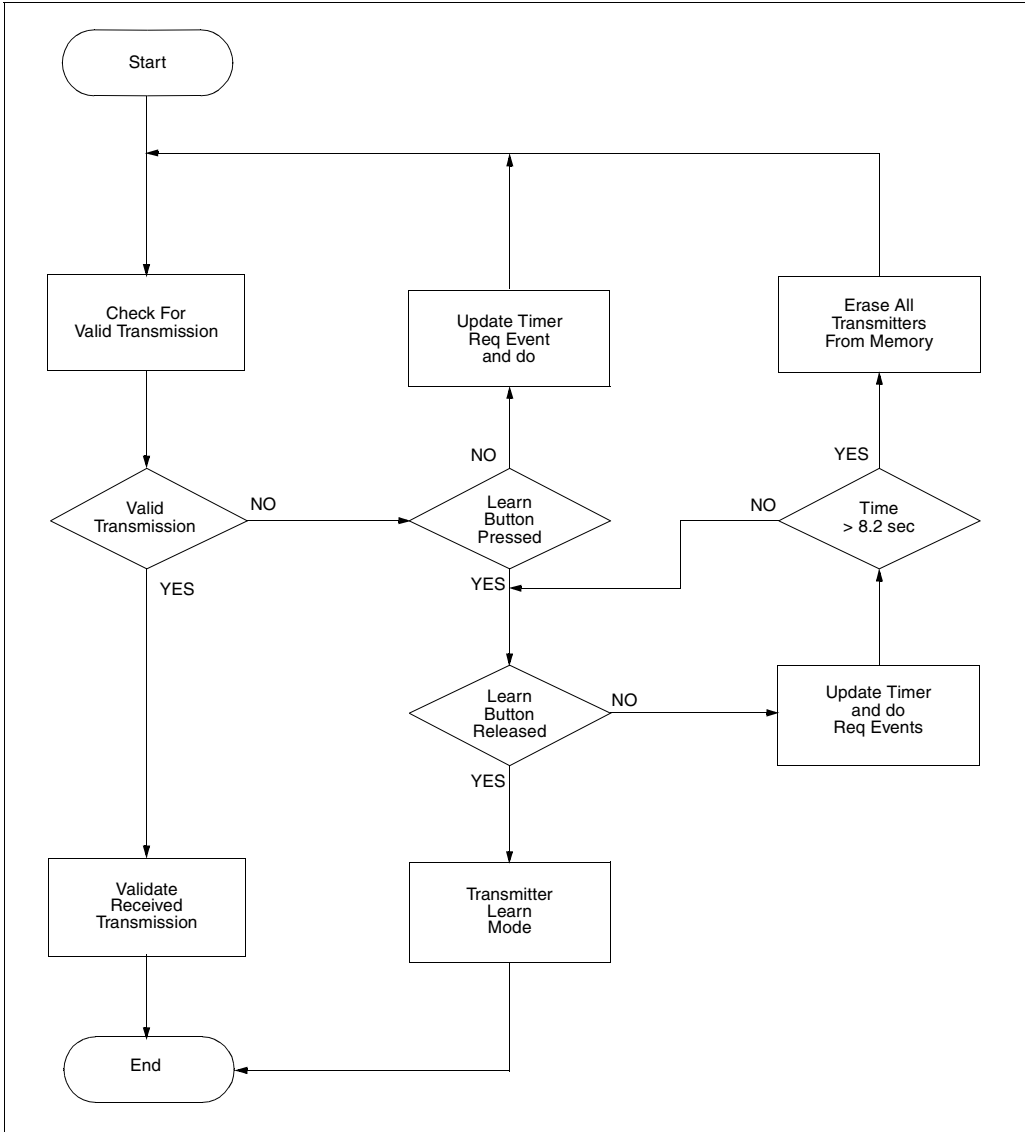 Start
Check For
Valid Transmission
Update Timer
Req Event
and do
Erase All
Transmitters
From Memory
NO
YES
Valid
Transmission
NO
Learn
Button
Pressed
NO
Time
> 8.2 sec
YES
YES
Learn
Button
Released
NO
Update Timer
and do
Req Events
YES
Validate
Received
Transmission
Transmitter
Learn
Mode
End